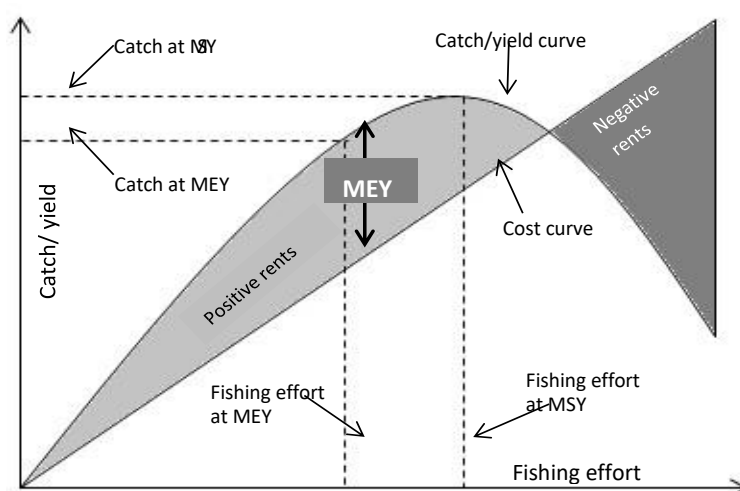 Catch at MSY
Catch/yield curve
Negative
rents
Catch at MEY
MEY
Cost curve
Catch/ yield
Positive rents
Fishing effort
at MEY
Fishing effort
at MSY
Fishing effort